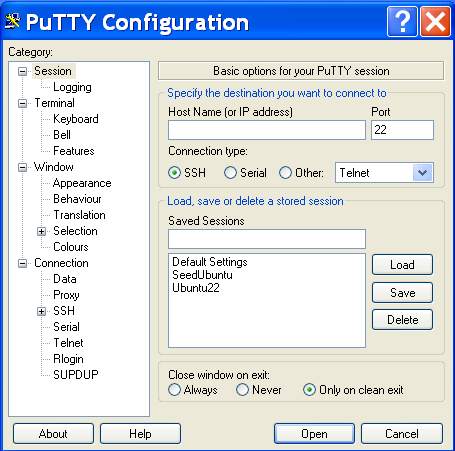 PuTTY Configuration
Category:
Session
Logging
Terminal
Keyboard
Bell
Features
Window
Appearance
Behaviour
Translation
Selection
Colours
Connection
Data
Proxy
SSH
Serial
Telnet
Rlogin
SUPDUP
Basic options for your PuTTY session
Specify the destination you want to connect to
Host Name (or IP address) Port
22
Connection type:
SSH Serial Other: Telnet
Load, save or delete a stored session
Saved Sessions
Default Settings
SeedUbuntu
Ubuntu22
Load
Save
Delete
Close window on exit:
Always Never Only on clean exit
About Help Open Cancel